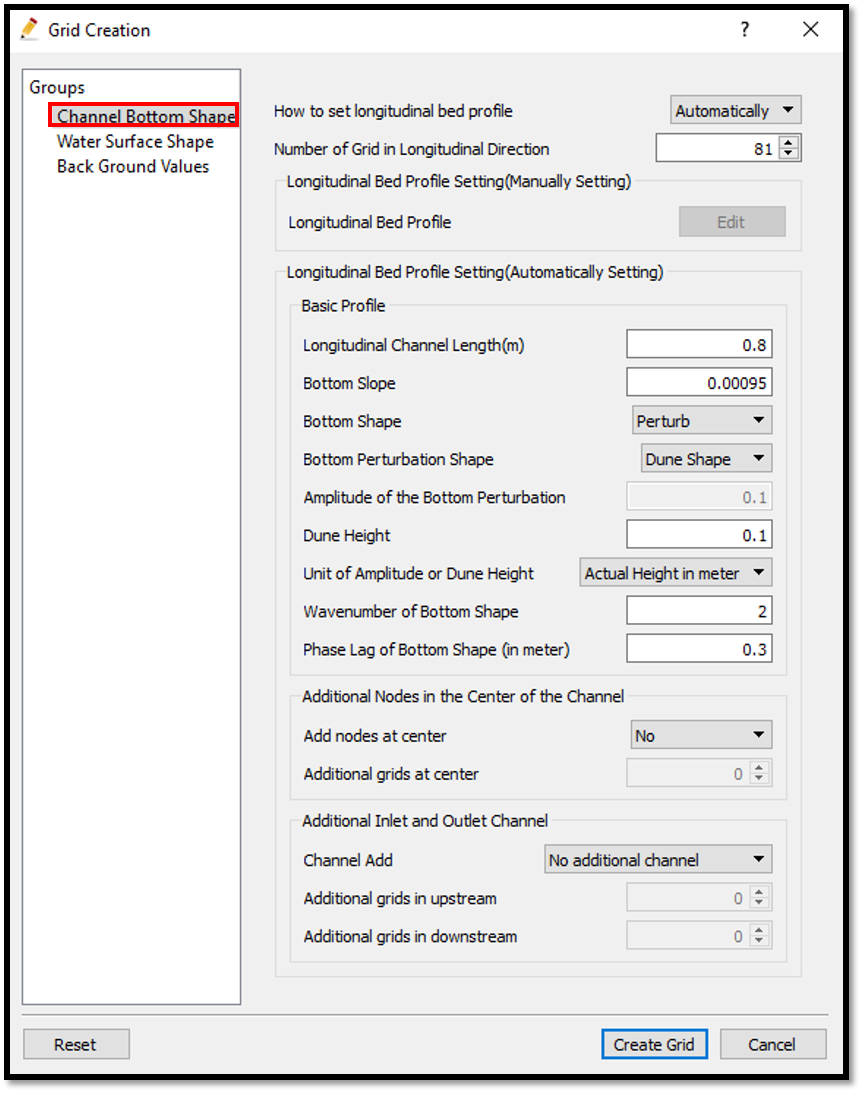 Grid Creation
?
Groups
Channel Bottom Shape
Water Surface Shape
Back Ground Values
How to set longitudinal bed profile Automatically
Number of Grid in Longitudinal Direction 81
Longitudinal Bed Profile Setting(Manually Setting)
Longitudinal Bed Profile Edit
Longitudinal Bed Profile Setting(Automatically Setting)
Basic Profile
Longitudinal Channel Length(m) 0.8
Bottom Slope 0.00095
Bottom Shape Perturb
Bottom Perturbation Shape Dune Shape
Amplitude of the Bottom Perturbation 0.1
Dune Height 0.1
Unit of Amplitude or Dune Height Actual Height in meter
Wavenumber of Bottom Shape 2
Phase Lag of Bottom Shape (in meter) 0.3
Additional Nodes in the Center of the Channel
Add nodes at center No
Additional grids at center 0
Additional Inlet and Outlet Channel
Channel Add No additional channel
Additional grids in upstream 0
Additional grids in downstream 0
Reset Create Grid Cancel